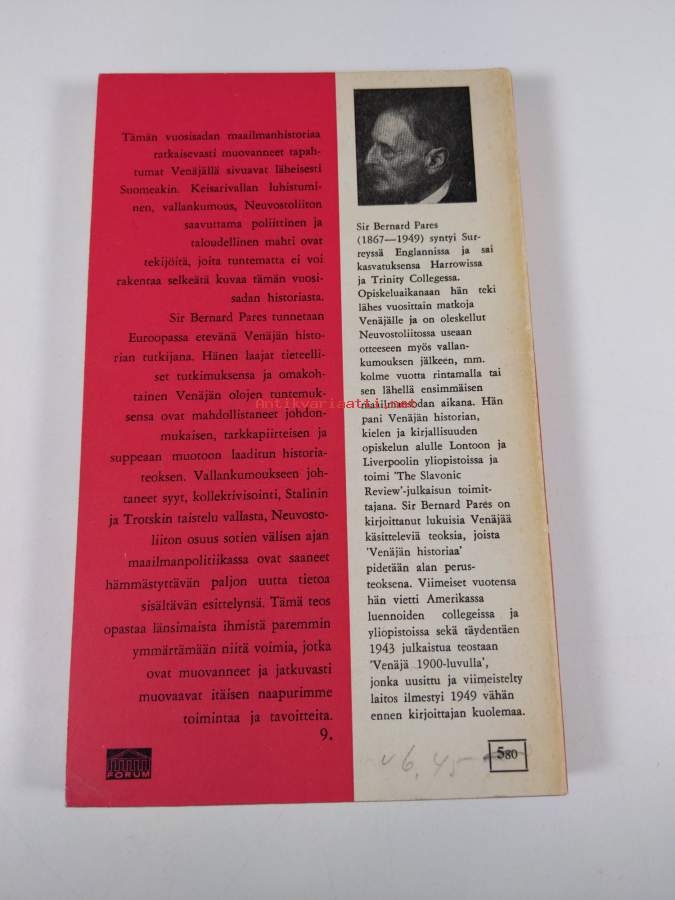 Tämän vuosisadan maailmanhistoriaa
ratkaisevasti muovanneet tapah-
tumat Venäjällä sivuavat läheisesti
Suomeakin. Keisarivallan luhistumi-
nen, vallankumous, Neuvostoliiton
saavuttama poliittinen ja
taloudellinen mahti ovat
tekijöitä, joita tuntematta ei voi
rakentaa selkeätä kuvaa tämän vuosi-
sadan historiasta.
Sir Bernard Pares tunnetaan
Euroopassa etevänä Venäjän histo-
rian tutkijana. Hänen laajat tieteelli-
set tutkimuksensa ja omakoh-
tainen Venäjän olojen tuntemuk-
sensa ovat mahdollistaneet johdon-
mukaisen, tarkkapiirteisen ja
suppeaan muotoon laaditun historia-
teoksen. Vallankumoukseen joh-
taneet syyt, kollektivisointi, Stalinin
ja Trotskin taistelu vallasta, Neuvosto-
liiton osuus sotien välisen ajan
maailmanpolitiikassa ovat saaneet
hämmästyttävän paljon uutta tietoa
sisältävän esittelynsä. Tämä teos
opastaa länsimaista ihmistä paremmin
ymmärtämään niitä voimia, jotka
ovat muovanneet ja jatkuvasti
muovaavat itäisen naapurimme
toimintaa ja tavoitteita.
9.
FORUM
Sir Bernard Pares
(1867—1949) syntyi Sur-
reyssä Englannissa ja sai
kasvatuksensa Harrowissa
ja Trinity Collegessa.
Opiskeluaikanaan hän teki
lähes vuosittain matkoja
Venäjälle ja on oleskellut
Neuvostoliitossa useaan
otteeseen myös vallan-
kumouksen jälkeen, mm.
kolme vuotta rintamalla tai
sen lähellä ensimmäisen
maailmansodan aikana. Hän
pani Venäjän historian,
kielen ja kirjallisuuden
opiskelun alulle Lontoon ja
Liverpoolin yliopistoissa ja
toimi 'The Slavonic
Review'-julkaisun toimit-
tajana. Sir Bernard Pares on
kirjoittanut lukuisia Venäjää
käsitteleviä teoksia, joista
'Venäjän historiaa'
pidetään alan perus-
teoksena. Viimeiset vuotensa
hän vietti Amerikassa
luennoiden collegeissa ja
yliopistoissa sekä täydentäen
1943 julkaistua teostaan
'Venäjä 1900-luvulla',
jonka uusittu ja viimeistelty
laitos ilmestyi 1949 vähän
ennen kirjoittajan kuolemaa.
6,45
580
Antikvariaatti.net